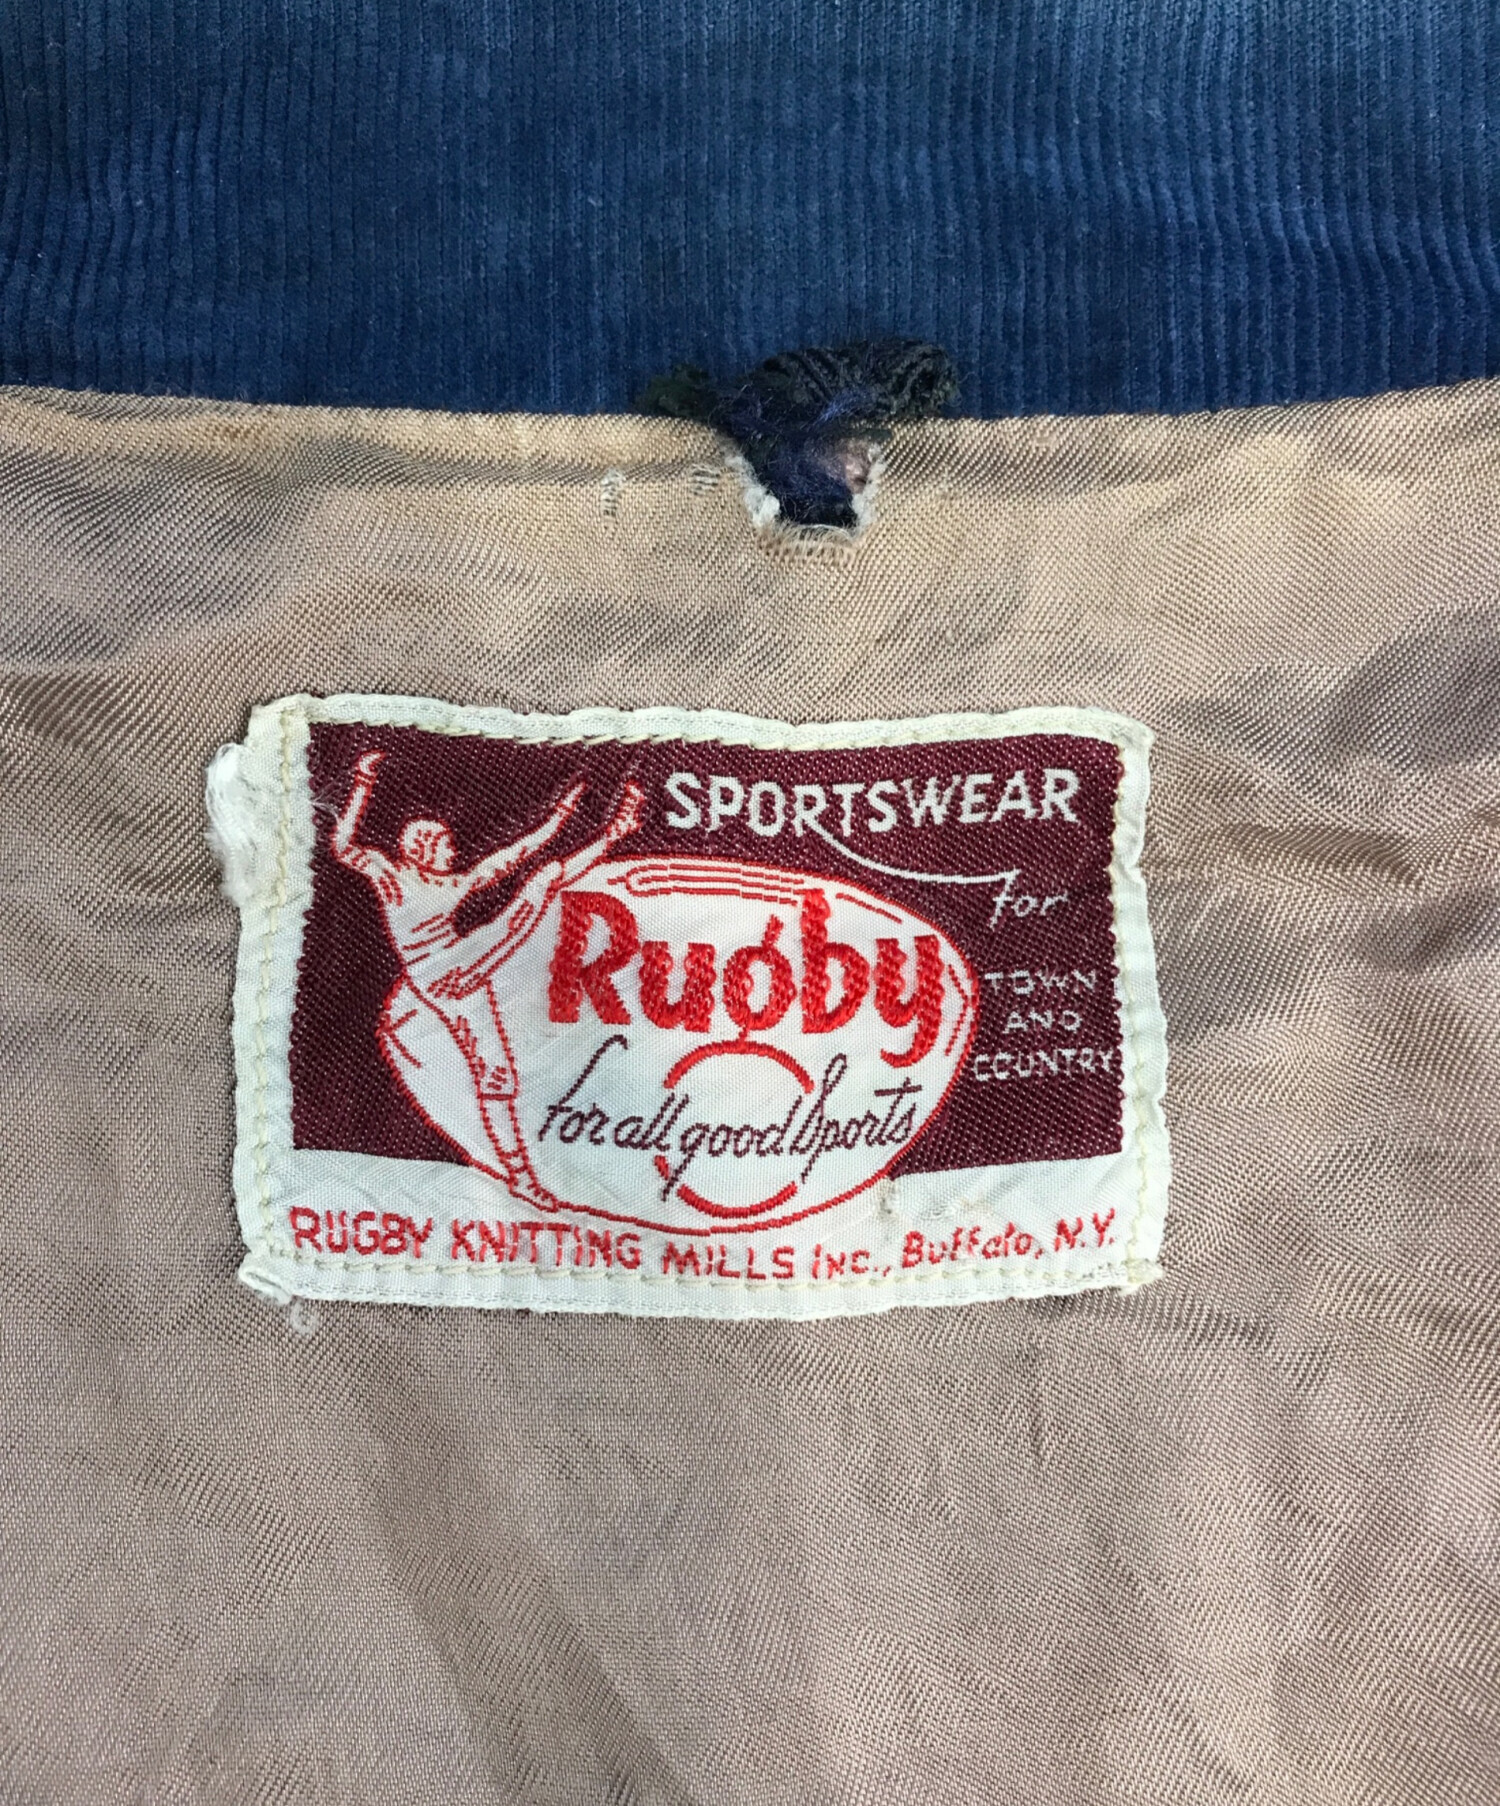 SPORTSWEAR
for
TOWN
AND
COUNTRY
Rugby
for all good Sports
RUGBY KNITTING MILLS INC., Buffalo, N.Y.